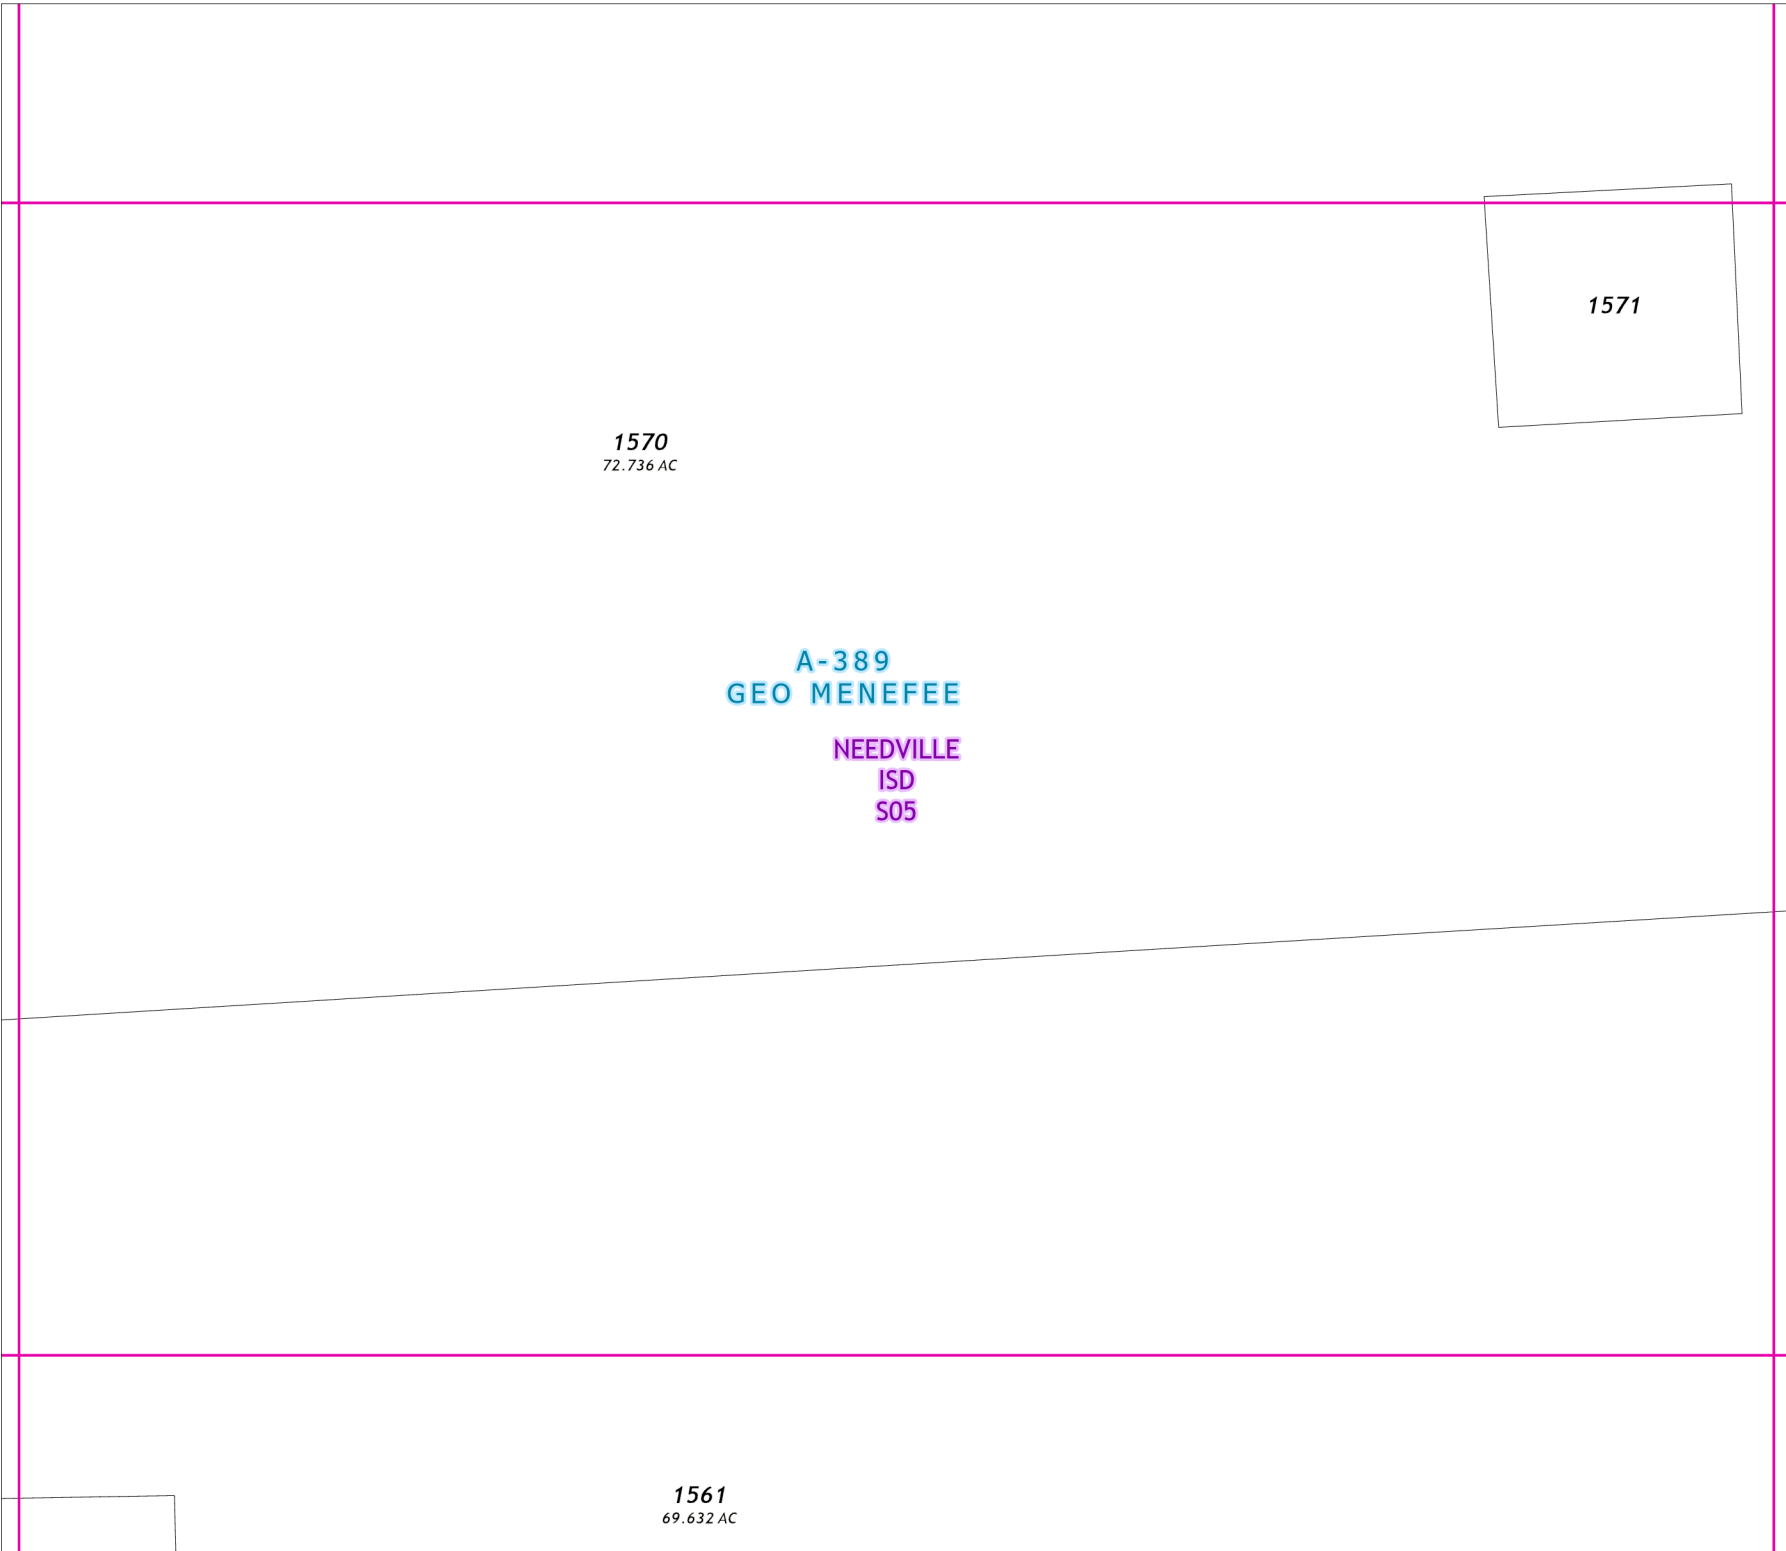 1571
1570
72.736 AC
A-389
GEO MENEFEE
NEEDVILLE
ISD
S05
1561
69.632 AC